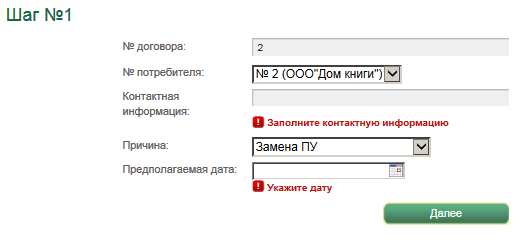 Шаг №1
№ договора: 2
№ потребителя: № 2 (ООО"Дом книги")
Контактная
информация:
Заполните контактную информацию
Причина: Замена ПУ
Предполагаемая дата:
Укажите дату
Далее